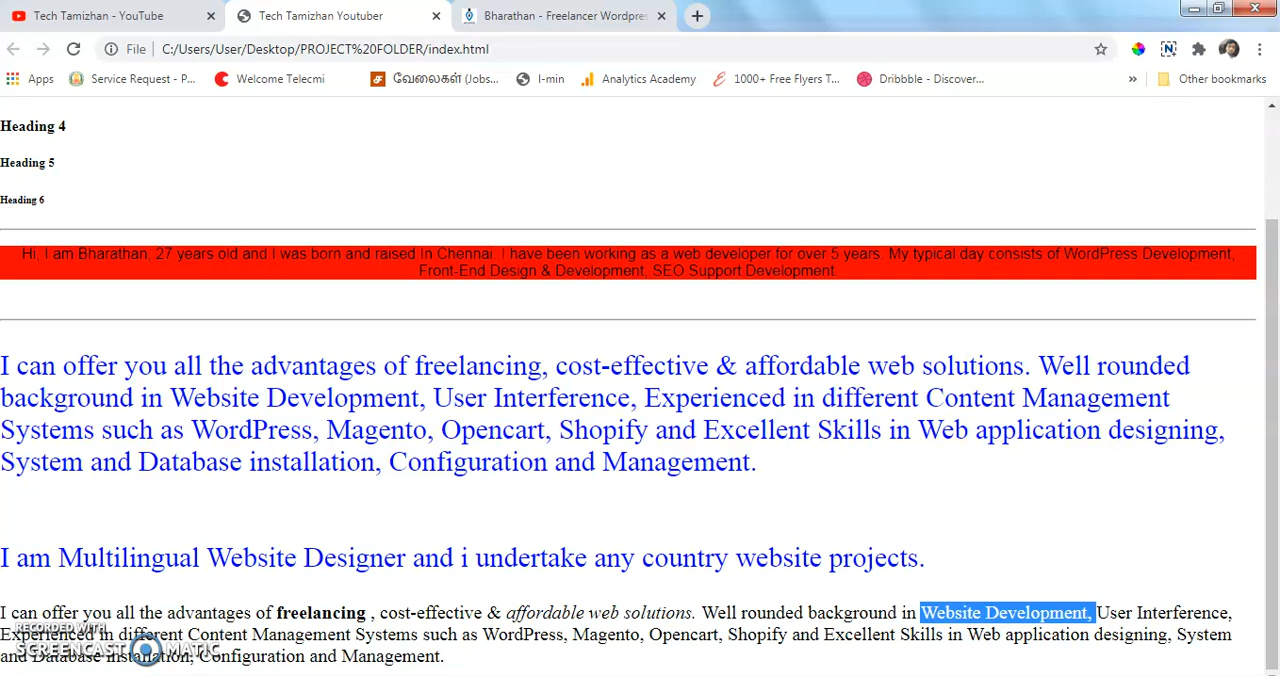 Tech Tamizhan - YouTube
Tech Tamizhan Youtuber
Bharathan - Freelancer Wordpres
File | C:/Users/User/Desktop/PROJECT%20FOLDER/index.html
Apps
Service Request - P...
Welcome Telecmi
வேலைகள் (Jobs...
I-min
Analytics Academy
1000+ Free Flyers T...
Dribbble - Discover...
»
Other bookmarks
Heading 4
Heading 5
Heading 6
Hi, I am Bharathan, 27 years old and I was born and raised In Chennai. I have been working as a web developer for over 5 years. My typical day consists of WordPress Development,
Front-End Design & Development, SEO Support Development.
I can offer you all the advantages of freelancing, cost-effective & affordable web solutions. Well rounded
background in Website Development, User Interference, Experienced in different Content Management
Systems such as WordPress, Magento, Opencart, Shopify and Excellent Skills in Web application designing,
System and Database installation, Configuration and Management.
I am Multilingual Website Designer and i undertake any country website projects.
I can offer you all the advantages of freelancing , cost-effective & affordable web solutions. Well rounded background in Website Development, User Interference,
Experienced in different Content Management Systems such as WordPress, Magento, Opencart, Shopify and Excellent Skills in Web application designing, System
and Database installation, Configuration and Management.
RECORDED WITH
SCREENCAST MATIC